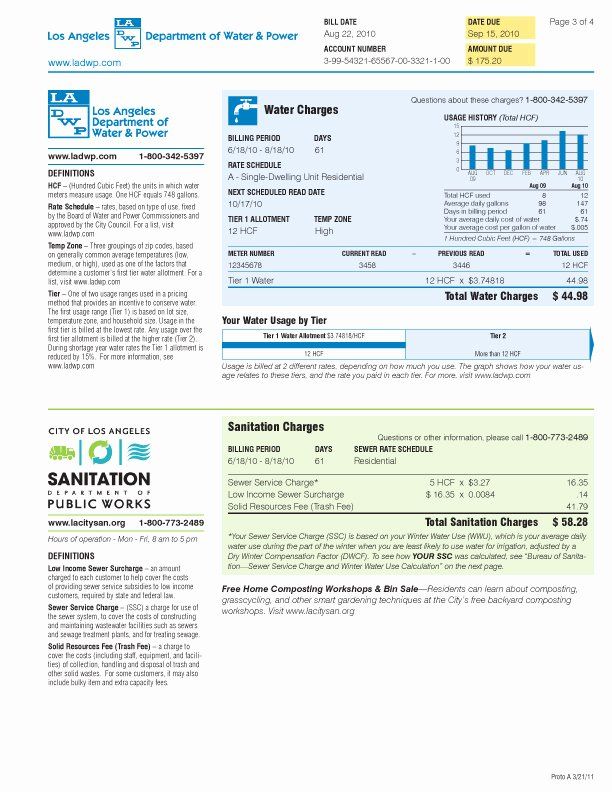 Los Angeles LA DWP Department of Water & Power
www.ladwp.com
BILL DATE
Aug 22, 2010
ACCOUNT NUMBER
3-99-54321-65567-00-3321-1-00
DATE DUE
Sep 15, 2010
AMOUNT DUE
$ 175.20
Page 3 of 4
LA DWP
Los Angeles
Department of
Water & Power
www.ladwp.com 1-800-342-5397
DEFINITIONS
HCF – (Hundred Cubic Feet) the units in which water
meters measure usage. One HCF equals 748 gallons.
Rate Schedule – rates, based on type of use, fixed
by the Board of Water and Power Commissioners and
approved by the City Council. For a list, visit
www.ladwp.com
Temp Zone – Three groupings of zip codes, based
on generally common average temperatures (low,
medium, or high), used as one of the factors that
determine a customer's first tier water allotment For a
list, visit www.ladwp.com
Tier – One of two usage ranges used in a pricing
method that provides an incentive to conserve water.
The first usage range (Tier 1) is based on lot size,
temperature zone, and household size. Usage in the
first tier is billed at the lowest rate. Any usage over the
first tier allotment is billed at the higher rate (Tier 2).
During shortage year water rates the Tier 1 allotment is
reduced by 15%. For more information, see
www.ladwp.com
Water Charges
Questions about these charges? 1-800-342-5397
BILLING PERIOD DAYS
6/18/10 - 8/18/10 61
RATE SCHEDULE
A - Single-Dwelling Unit Residential
NEXT SCHEDULED READ DATE
10/17/10
TIER 1 ALLOTMENT TEMP ZONE
12 HCF High
USAGE HISTORY (Total HCF)
15
12
9
6
3
0
AUG 09 OCT DEC FEB APR JUN AUG 10
Aug 09 Aug 10
Total HCF used 8 12
Average daily gallons 98 147
Days in billing period 61 61
Your average daily cost of water $.74
Your average cost per gallon of water $.005
1 Hundred Cubic Feet (HCF) = 748 Gallons
METER NUMBER CURRENT READ – PREVIOUS READ = TOTAL USED
12345678 3458 3446 12 HCF
Tier 1 Water 12 HCF x $3.74818 44.98
Total Water Charges $ 44.98
Your Water Usage by Tier
Tier 1 Water Allotment $3.74818/HCF Tier 2
12 HCF More than 12 HCF
Usage is billed at 2 different rates, depending on how much you use. The graph shows how your water us-
age relates to these tiers, and the rate you paid in each tier. For more, visit www.ladwp.com
CITY OF LOS ANGELES
SANITATION
DEPARTMENT OF
PUBLIC WORKS
www.lacitysan.org 1-800-773-2489
Hours of operation - Mon - Fri, 8 am to 5 pm
DEFINITIONS
Low Income Sewer Surcharge – an amount
charged to each customer to help cover the costs
of providing sewer service subsidies to low income
customers, required by state and federal law.
Sewer Service Charge – (SSC) a charge for use of
the sewer system, to cover the costs of constructing
and maintaining wastewater facilities such as sewers
and sewage treatment plants, and for treating sewage.
Solid Resources Fee (Trash Fee) – a charge to
cover the costs (including staff, equipment, and facili-
ties) of collection, handling and disposal of trash and
other solid wastes. For some customers, it may also
include bulky item and extra capacity fees.
Sanitation Charges
Questions or other information, please call 1-800-773-2489
BILLING PERIOD DAYS SEWER RATE SCHEDULE
6/18/10 - 8/18/10 61 Residential
Sewer Service Charge* 5 HCF x $3.27 16.35
Low Income Sewer Surcharge $ 16.35 x 0.0084 .14
Solid Resources Fee (Trash Fee) 41.79
Total Sanitation Charges $ 58.28
*Your Sewer Service Charge (SSC) is based on your Winter Water Use (WWU), which is your average daily
water use during the part of the winter when you are least likely to use water for irrigation, adjusted by a
Dry Winter Compensation Factor (DWCF). To see how YOUR SSC was calculated, see "Bureau of Sanita-
tion—Sewer Service Charge and Winter Water Use Calculation" on the next page.
Free Home Composting Workshops & Bin Sale—Residents can learn about composting,
grasscycling, and other smart gardening techniques at the City's free backyard composting
workshops. Visit www.lacitysan.org
Proto A 3/21/11